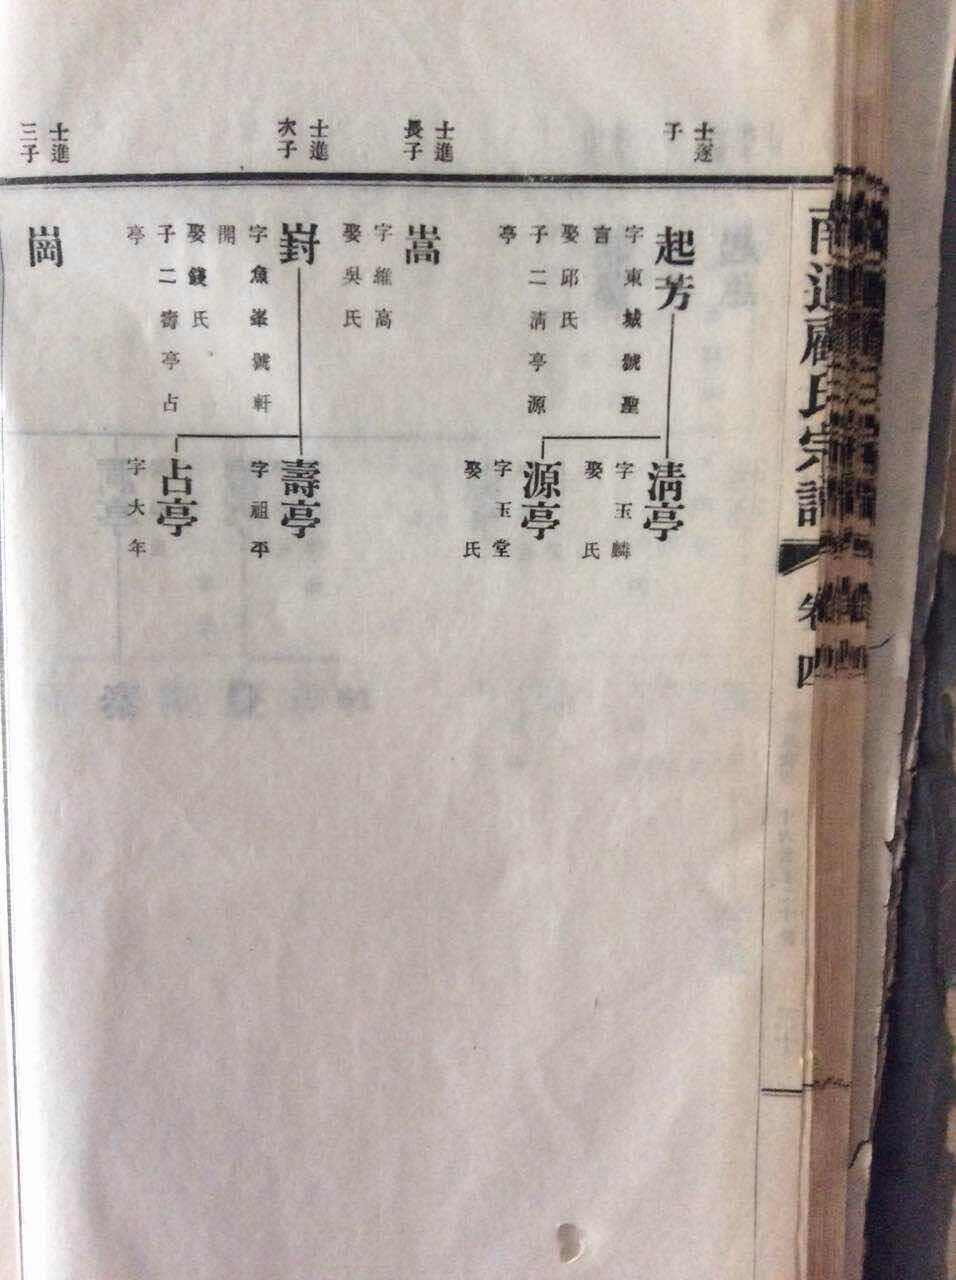 南通顧氏宗譜
卷四
士逐
子
起芳
字東城號聖
言
娶邱氏
子二清亭源
亭
清亭
字玉麟
娶 氏
源亭
字玉堂
娶 氏
士進
長子
嵩
字維高
娶吳氏
士進
次子
崶
字魚峯號軒
開
娶錢氏
子二壽亭占
亭
壽亭
字祖平
占亭
字大年
士進
三子
崗